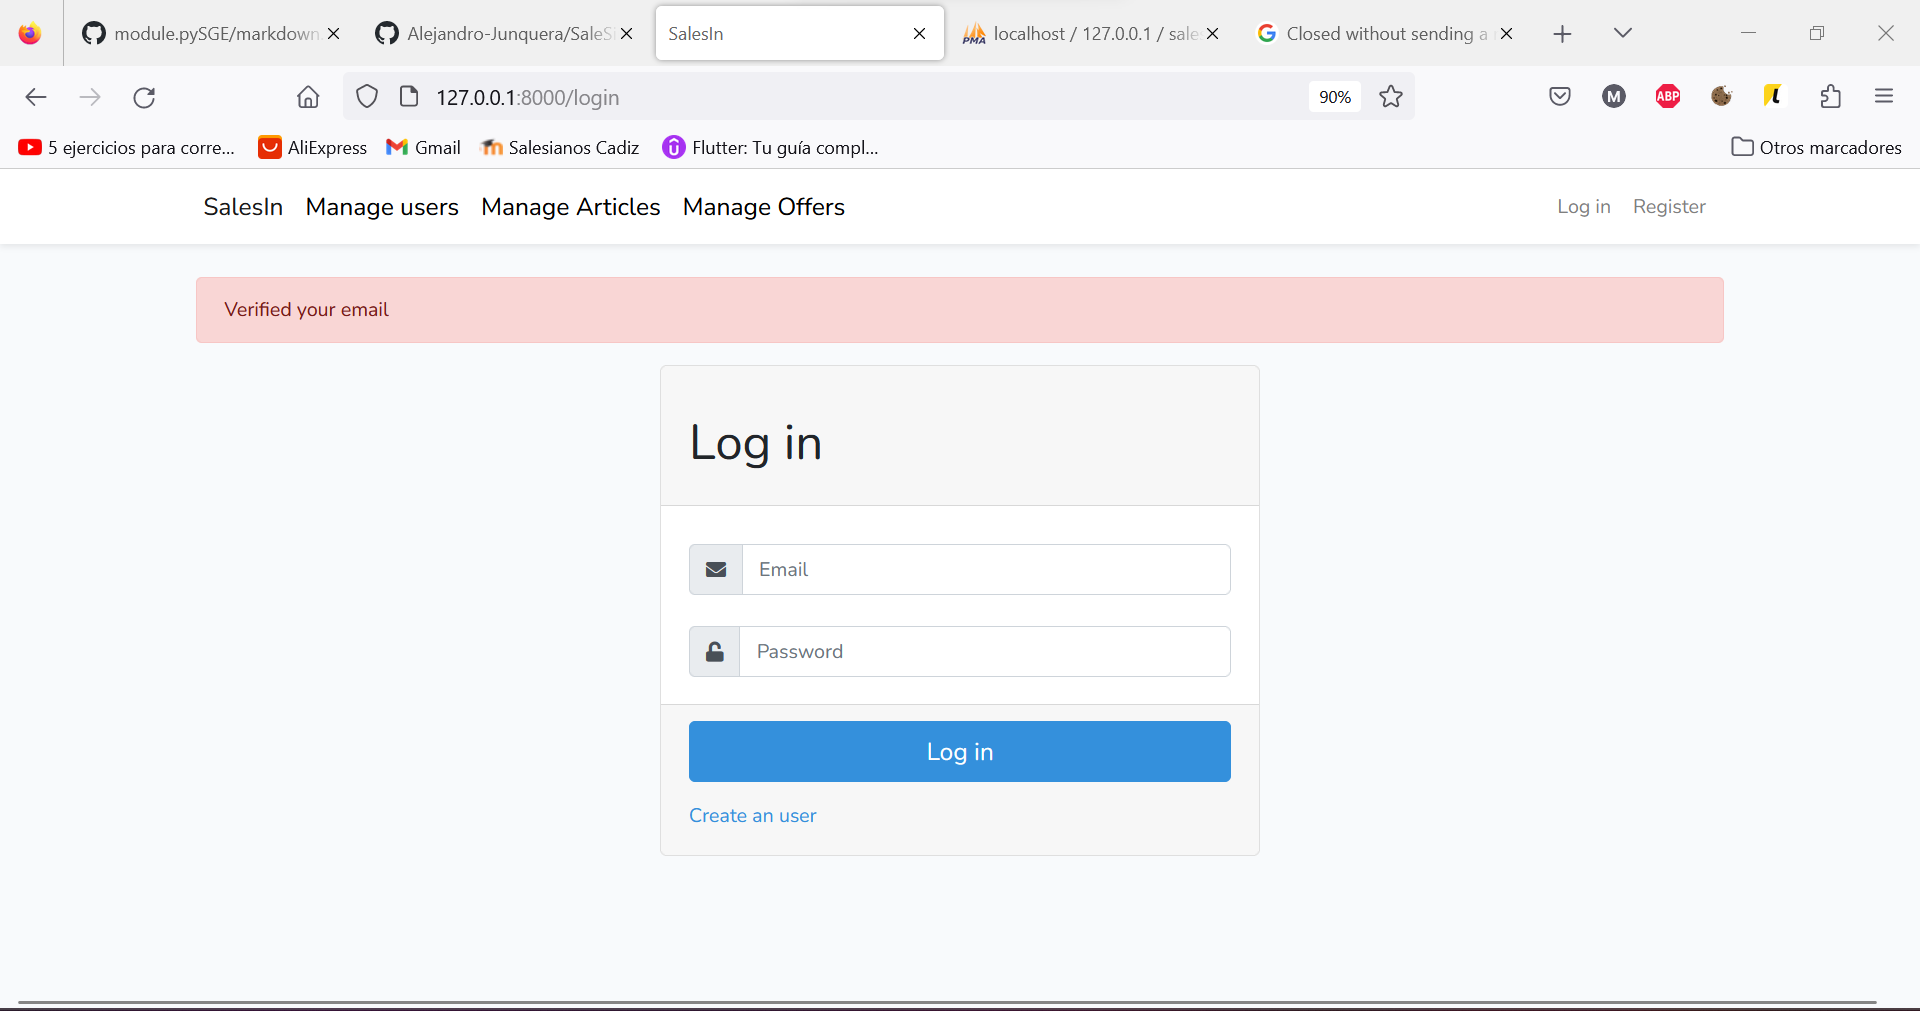 module.pySGE/markdown
Alejandro-Junquera/SaleS
SalesIn
localhost / 127.0.0.1 / sale
Closed without sending a
127.0.0.1:8000/login
90%
M
ABP
5 ejercicios para corre...
AliExpress
Gmail
Salesianos Cadiz
Flutter: Tu guía compl...
Otros marcadores
SalesIn Manage users Manage Articles Manage Offers
Log in Register
Verified your email
Log in
Email
Password
Log in
Create an user